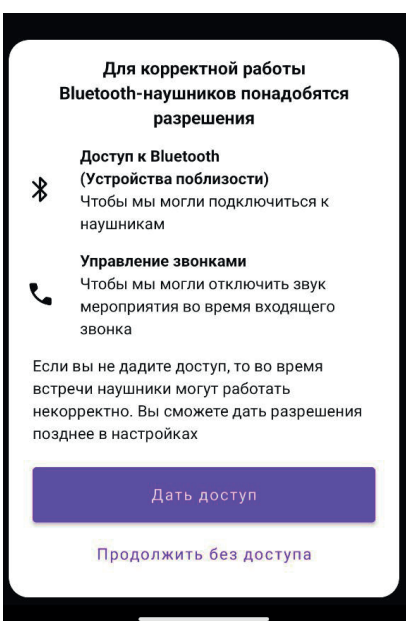 Для корректной работы
Bluetooth-наушников понадобятся
разрешения
Доступ к Bluetooth
(Устройства поблизости)
Чтобы мы могли подключиться к
наушникам
Управление звонками
Чтобы мы могли отключить звук
мероприятия во время входящего
звонка
Если вы не дадите доступ, то во время
встречи наушники могут работать
некорректно. Вы сможете дать разрешения
позднее в настройках
Дать доступ
Продолжить без доступа